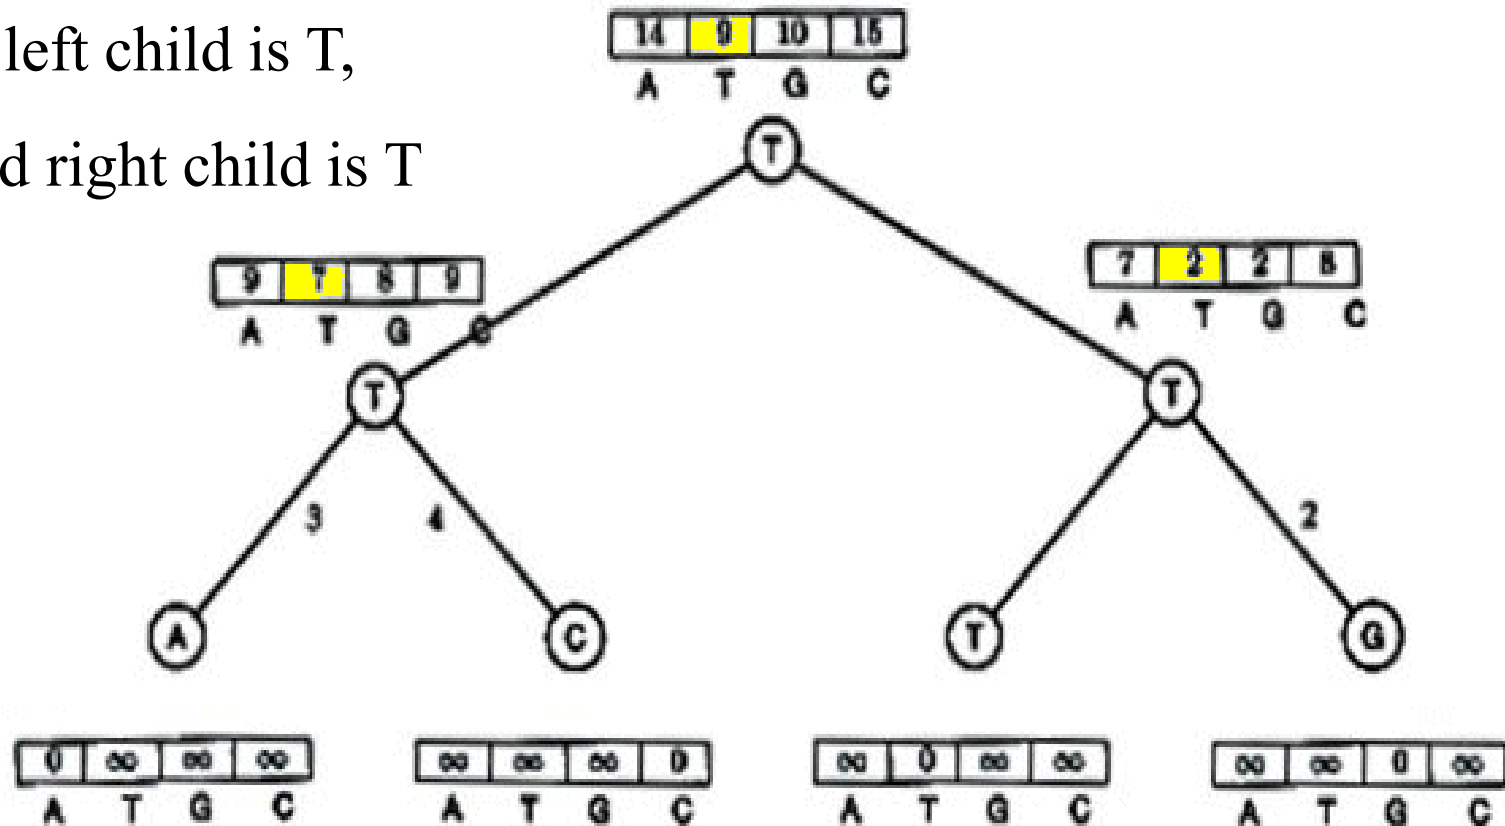 left child is T,
d right child is T
14 9 10 15
A T G C
T
9 7 8 9
A T G C
7 2 2 8
A T G C
T
T
3
4
2
A
C
T
G
0 ∞ ∞ ∞
A T G C
∞ ∞ ∞ 0
A T G C
∞ 0 ∞ ∞
A T G C
∞ ∞ 0 ∞
A T G C